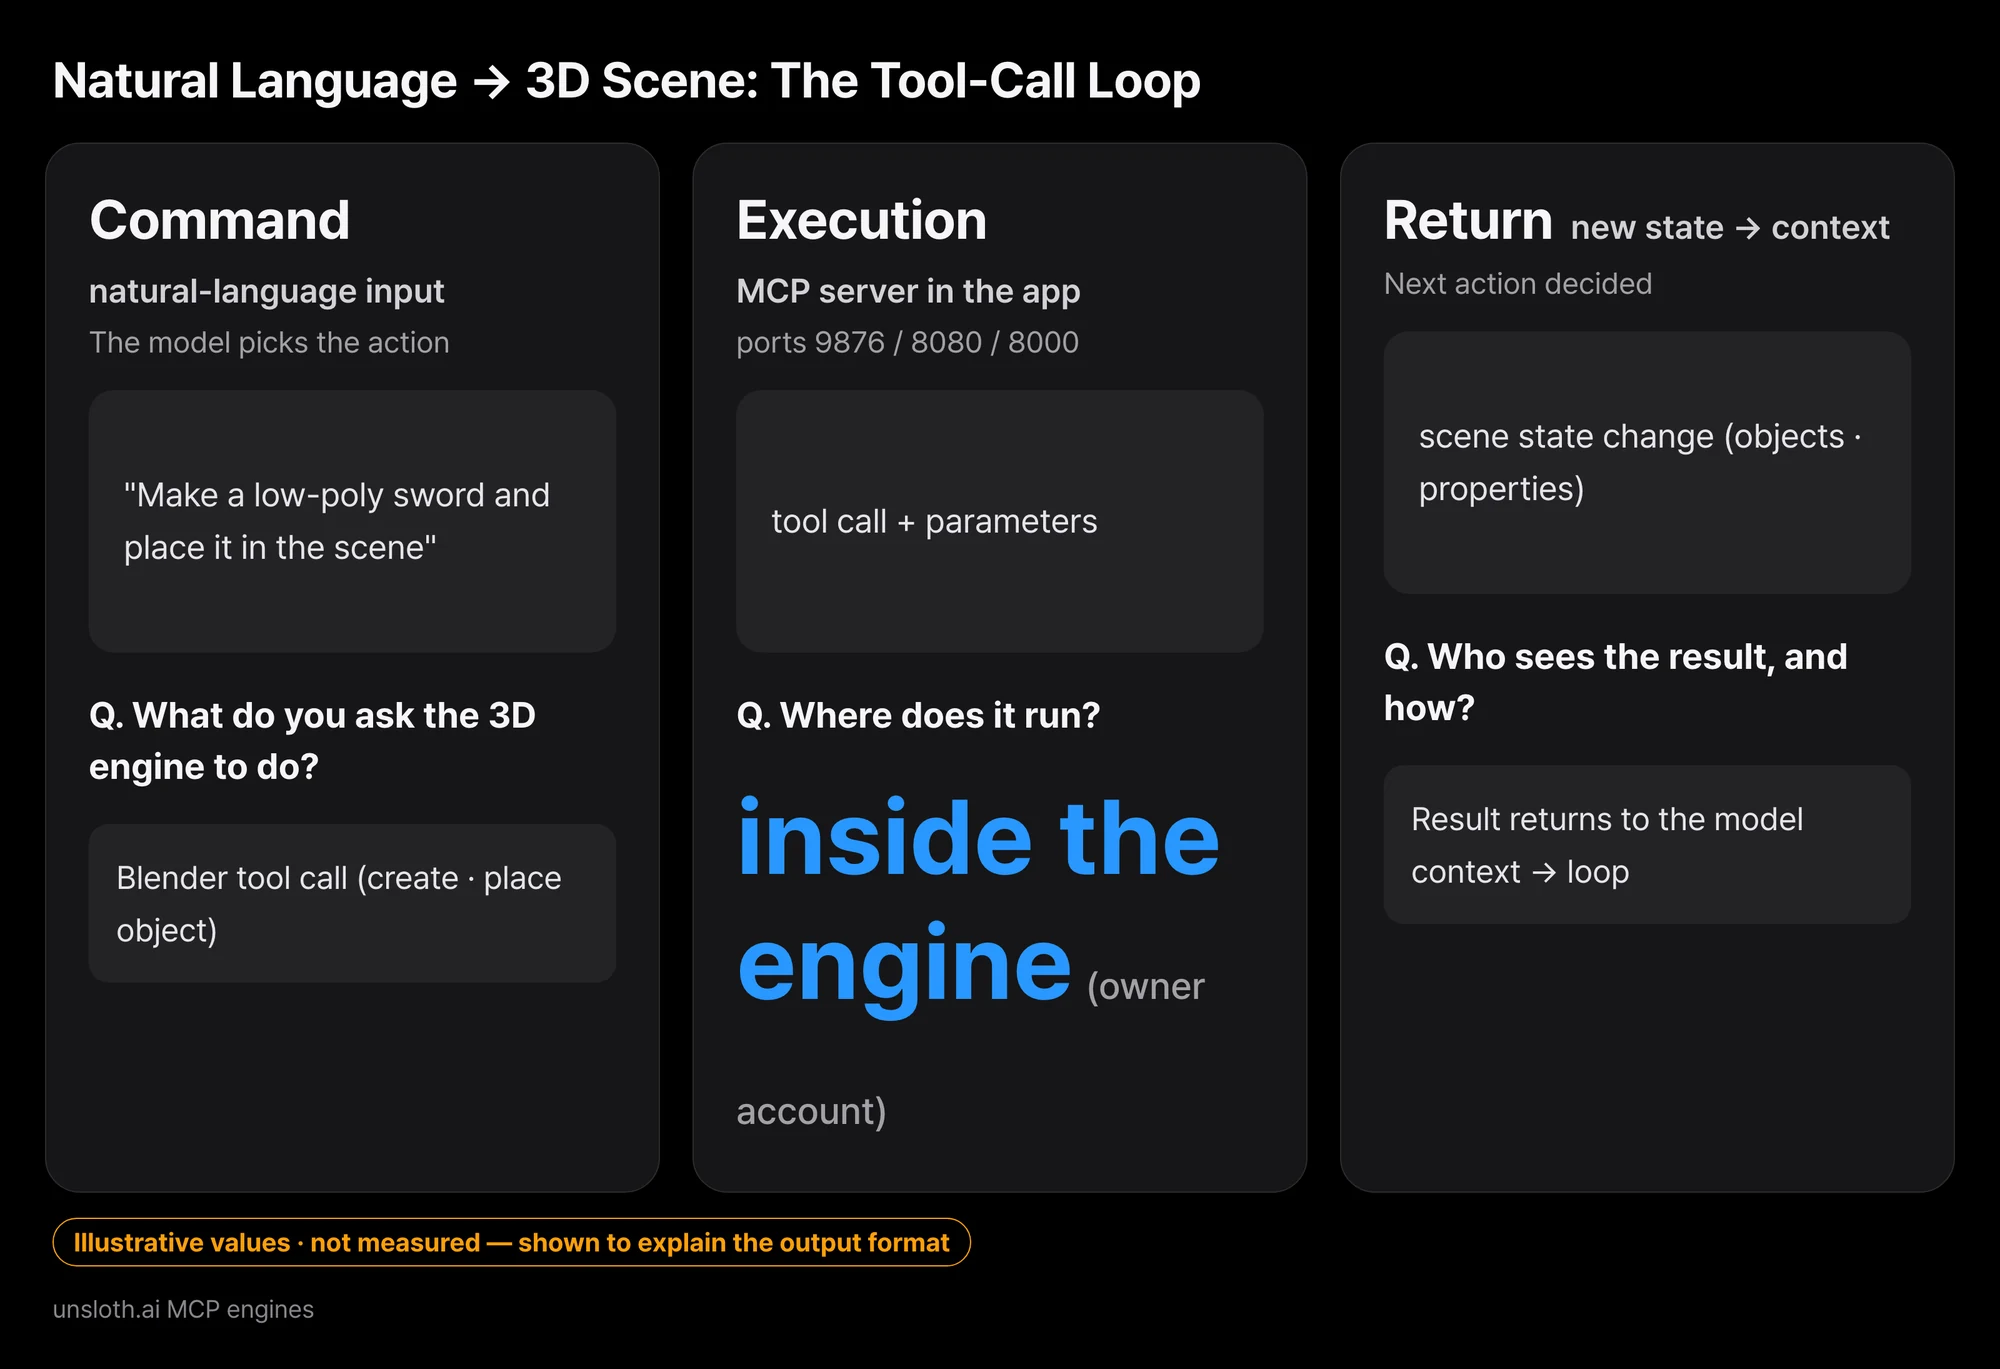 Natural Language → 3D Scene: The Tool-Call Loop
Command
natural-language input
The model picks the action
"Make a low-poly sword and
place it in the scene"
Q. What do you ask the 3D
engine to do?
Blender tool call (create · place
object)
Execution
MCP server in the app
ports 9876 / 8080 / 8000
tool call + parameters
Q. Where does it run?
inside the
engine (owner
account)
Return new state → context
Next action decided
scene state change (objects ·
properties)
Q. Who sees the result, and
how?
Result returns to the model
context → loop
Illustrative values · not measured — shown to explain the output format
unsloth.ai MCP engines